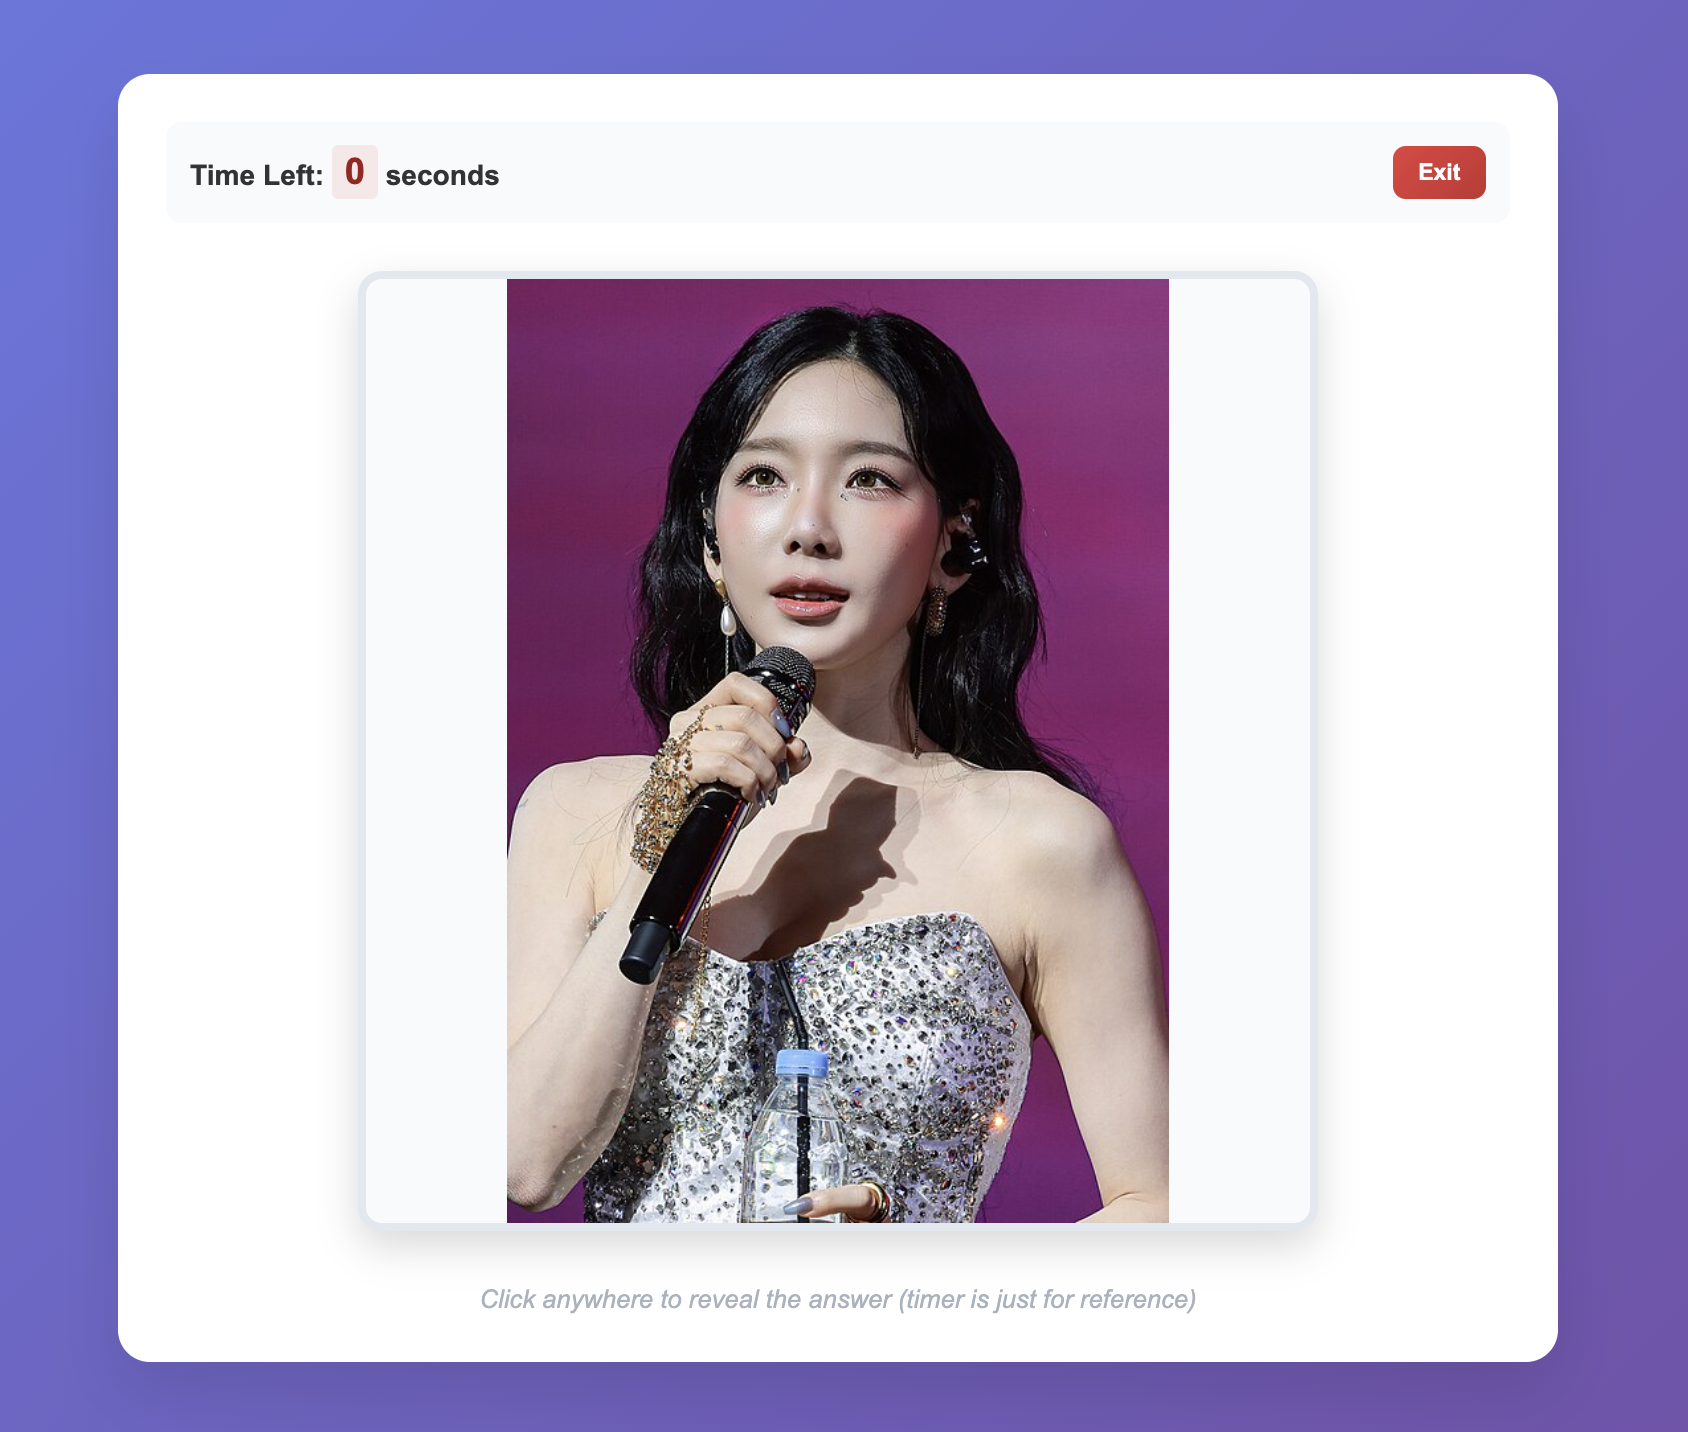 Time Left: 0 seconds
Exit
Click anywhere to reveal the answer (timer is just for reference)